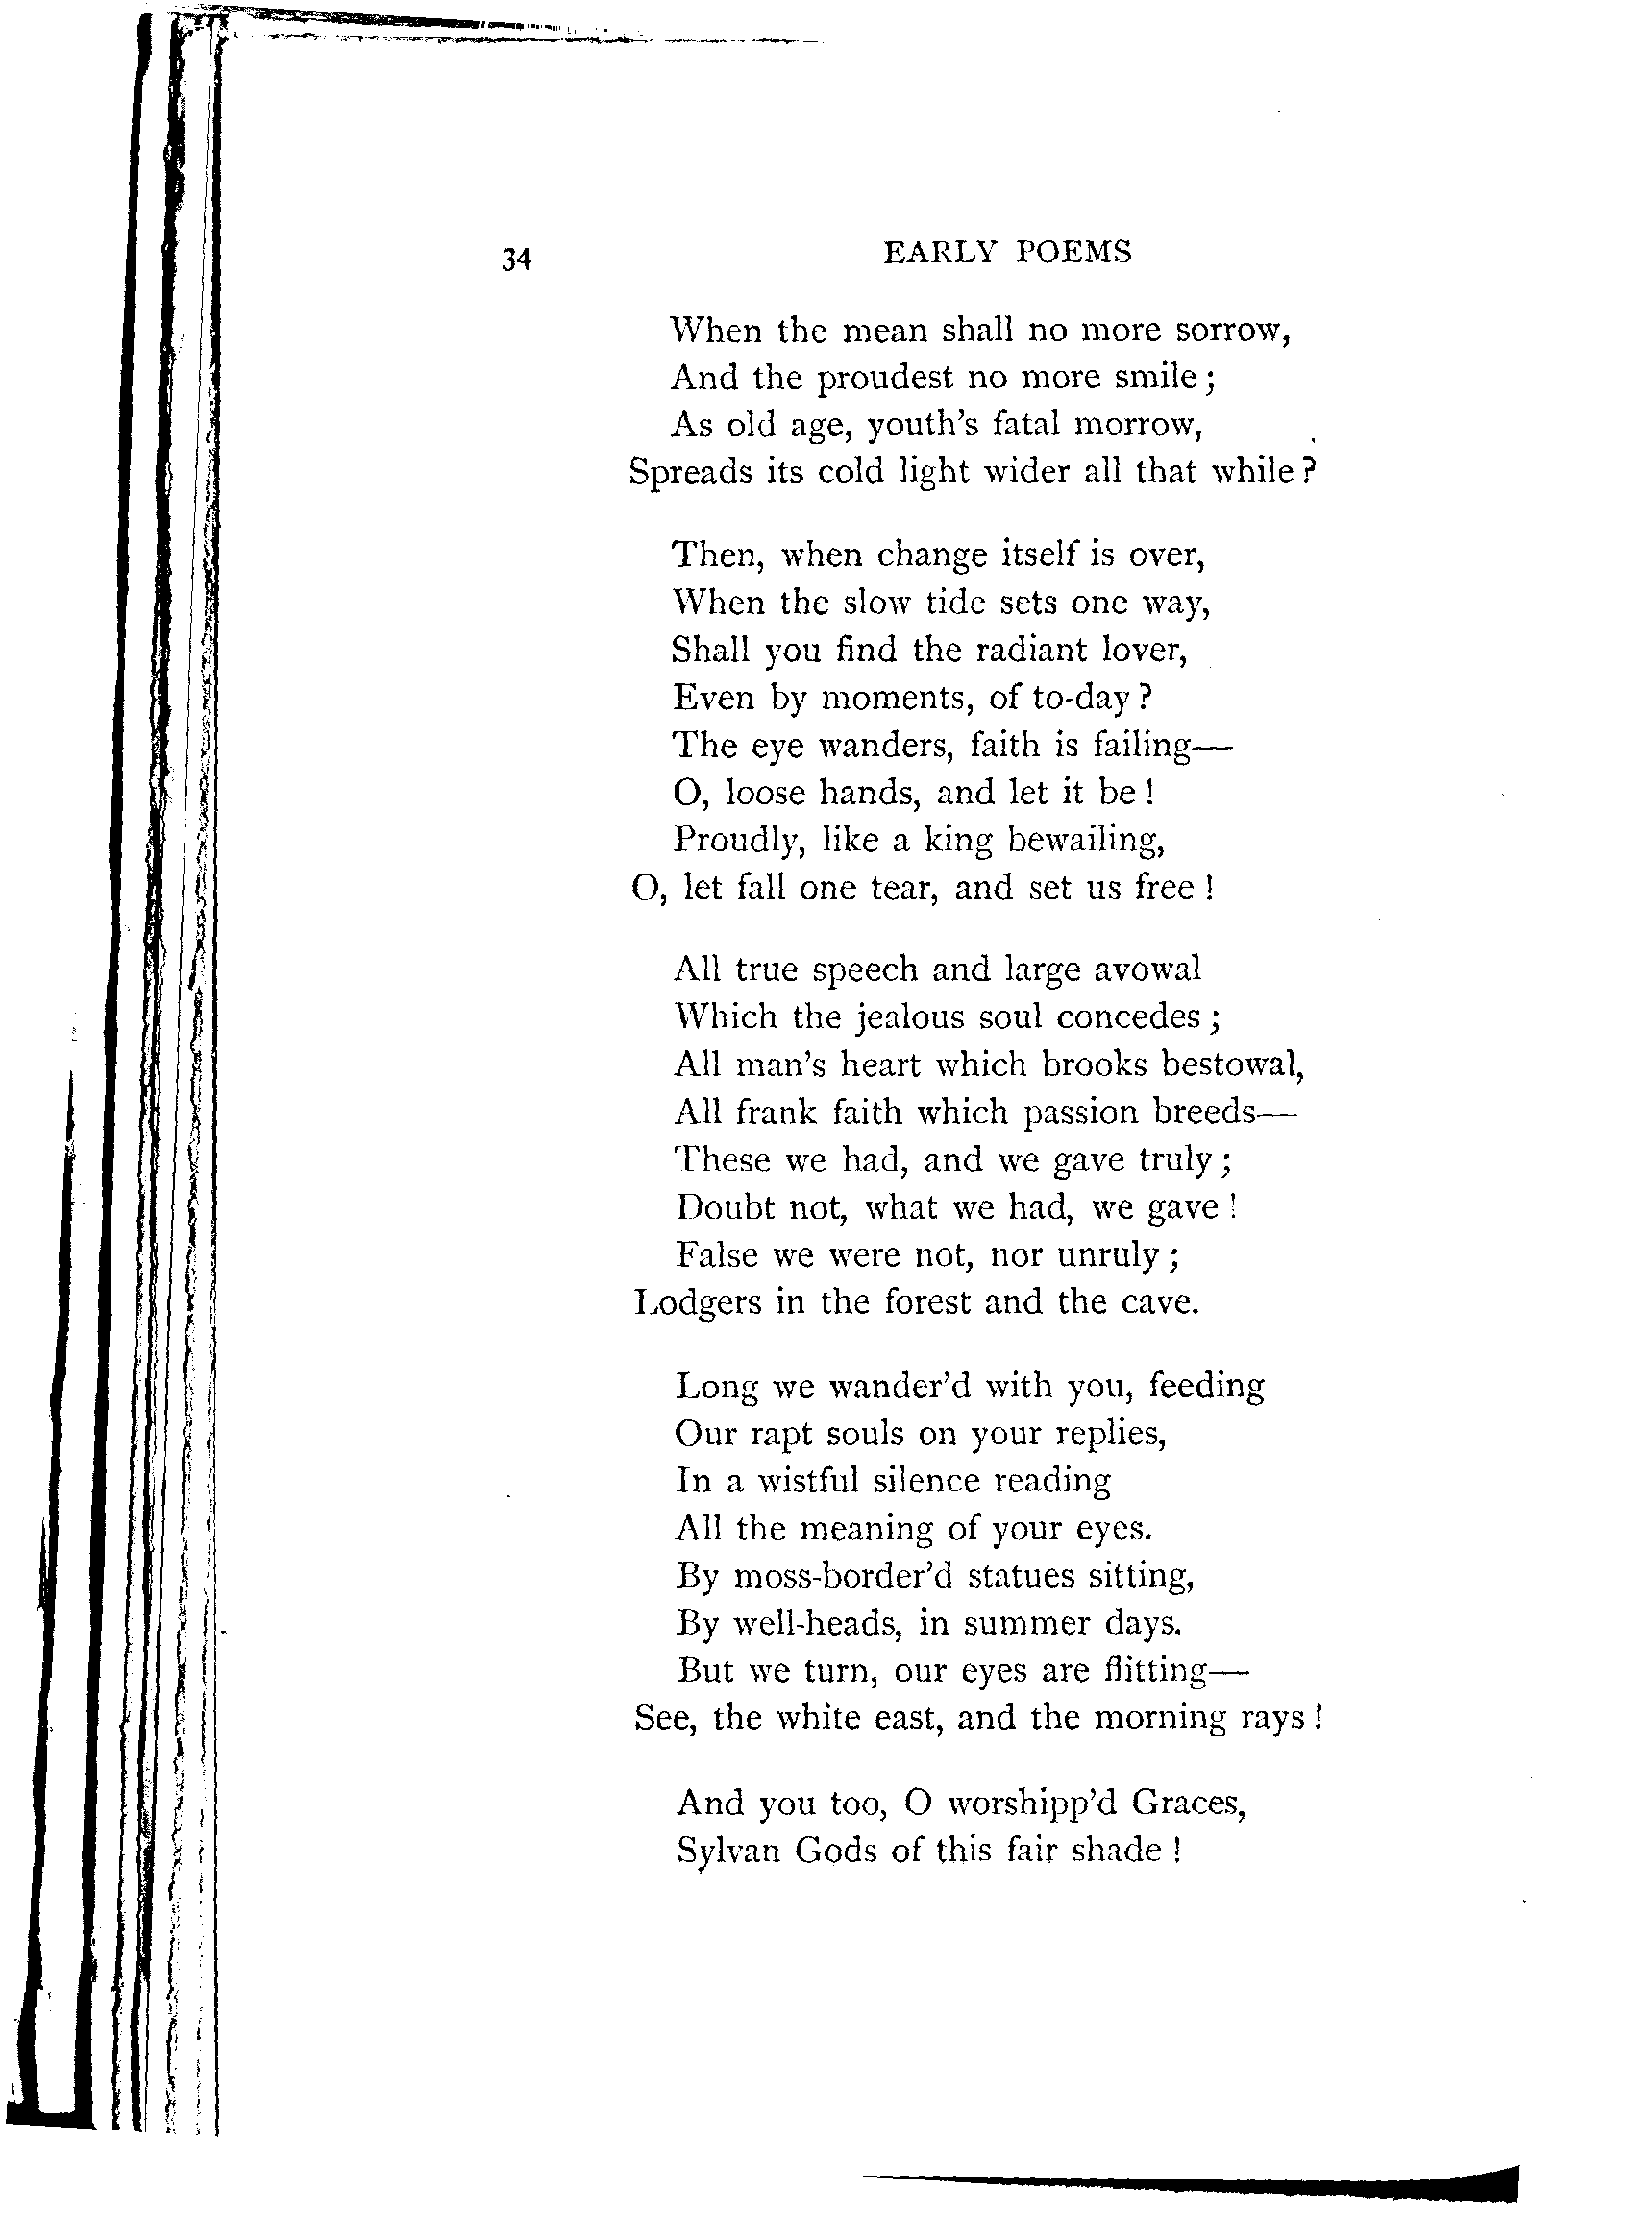 34 EARLY POEMS
When the mean shall no more sorrow,
And the proudest no more smile;
As old age, youth's fatal morrow,
Spreads its cold light wider all that while?
Then, when change itself is over,
When the slow tide sets one way,
Shall you find the radiant lover,
Even by moments, of to-day?
The eye wanders, faith is failing—
O, loose hands, and let it be!
Proudly, like a king bewailing,
O, let fall one tear, and set us free!
All true speech and large avowal
Which the jealous soul concedes;
All man's heart which brooks bestowal,
All frank faith which passion breeds—
These we had, and we gave truly;
Doubt not, what we had, we gave!
False we were not, nor unruly;
Lodgers in the forest and the cave.
Long we wander'd with you, feeding
Our rapt souls on your replies,
In a wistful silence reading
All the meaning of your eyes.
By moss-border'd statues sitting,
By well-heads, in summer days.
But we turn, our eyes are flitting—
See, the white east, and the morning rays!
And you too, O worshipp'd Graces,
Sylvan Gods of this fair shade!